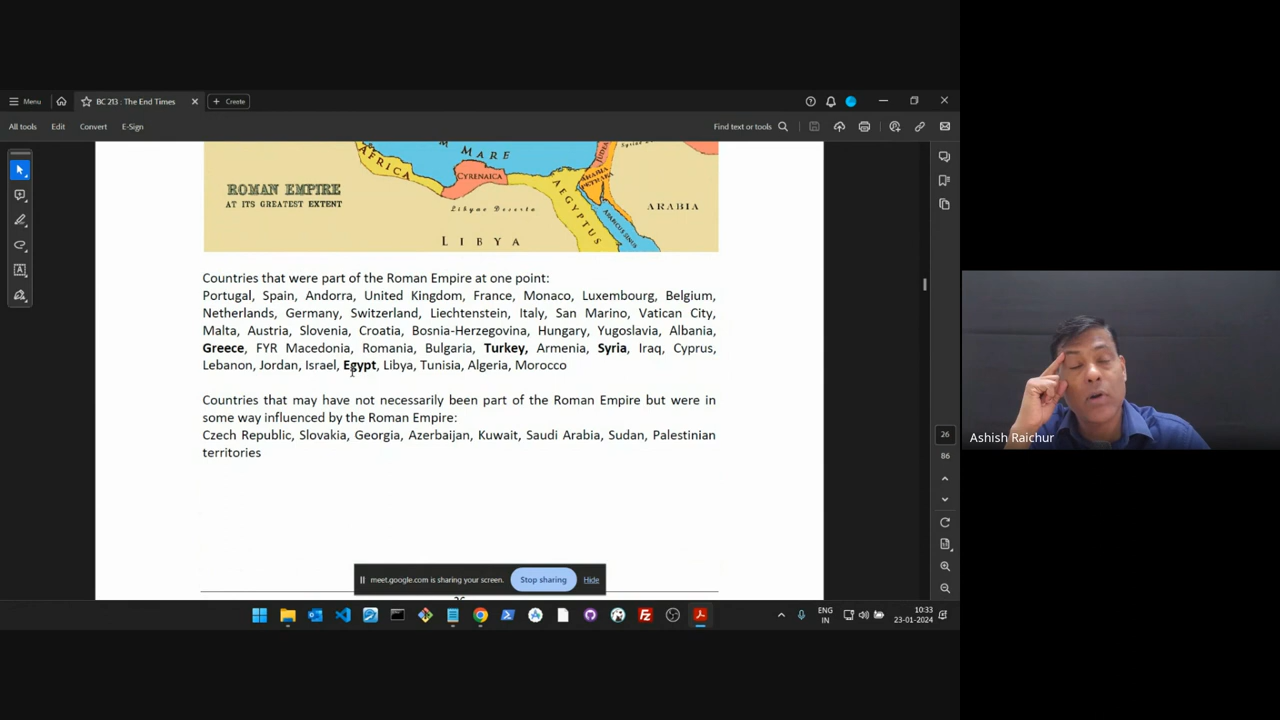 Menu
BC 213 : The End Times
Create
All tools
Edit
Convert
E-Sign
Find text or tools
M MARE
AFRICA
CYRENAICA
ARABIA
ROMAN EMPIRE
AT ITS GREATEST EXTENT
AEGYPTUS
Libyae Deserta
ARABIA
LIBYA
Countries that were part of the Roman Empire at one point:
Portugal, Spain, Andorra, United Kingdom, France, Monaco, Luxembourg, Belgium,
Netherlands, Germany, Switzerland, Liechtenstein, Italy, San Marino, Vatican City,
Malta, Austria, Slovenia, Croatia, Bosnia-Herzegovina, Hungary, Yugoslavia, Albania,
Greece, FYR Macedonia, Romania, Bulgaria, Turkey, Armenia, Syria, Iraq, Cyprus,
Lebanon, Jordan, Israel, Egypt, Libya, Tunisia, Algeria, Morocco
Countries that may have not necessarily been part of the Roman Empire but were in
some way influenced by the Roman Empire:
Czech Republic, Slovakia, Georgia, Azerbaijan, Kuwait, Saudi Arabia, Sudan, Palestinian
territories
26
86
Ashish Raichur
meet.google.com is sharing your screen.
Stop sharing
Hide
ENG
IN
10:33
23-01-2024